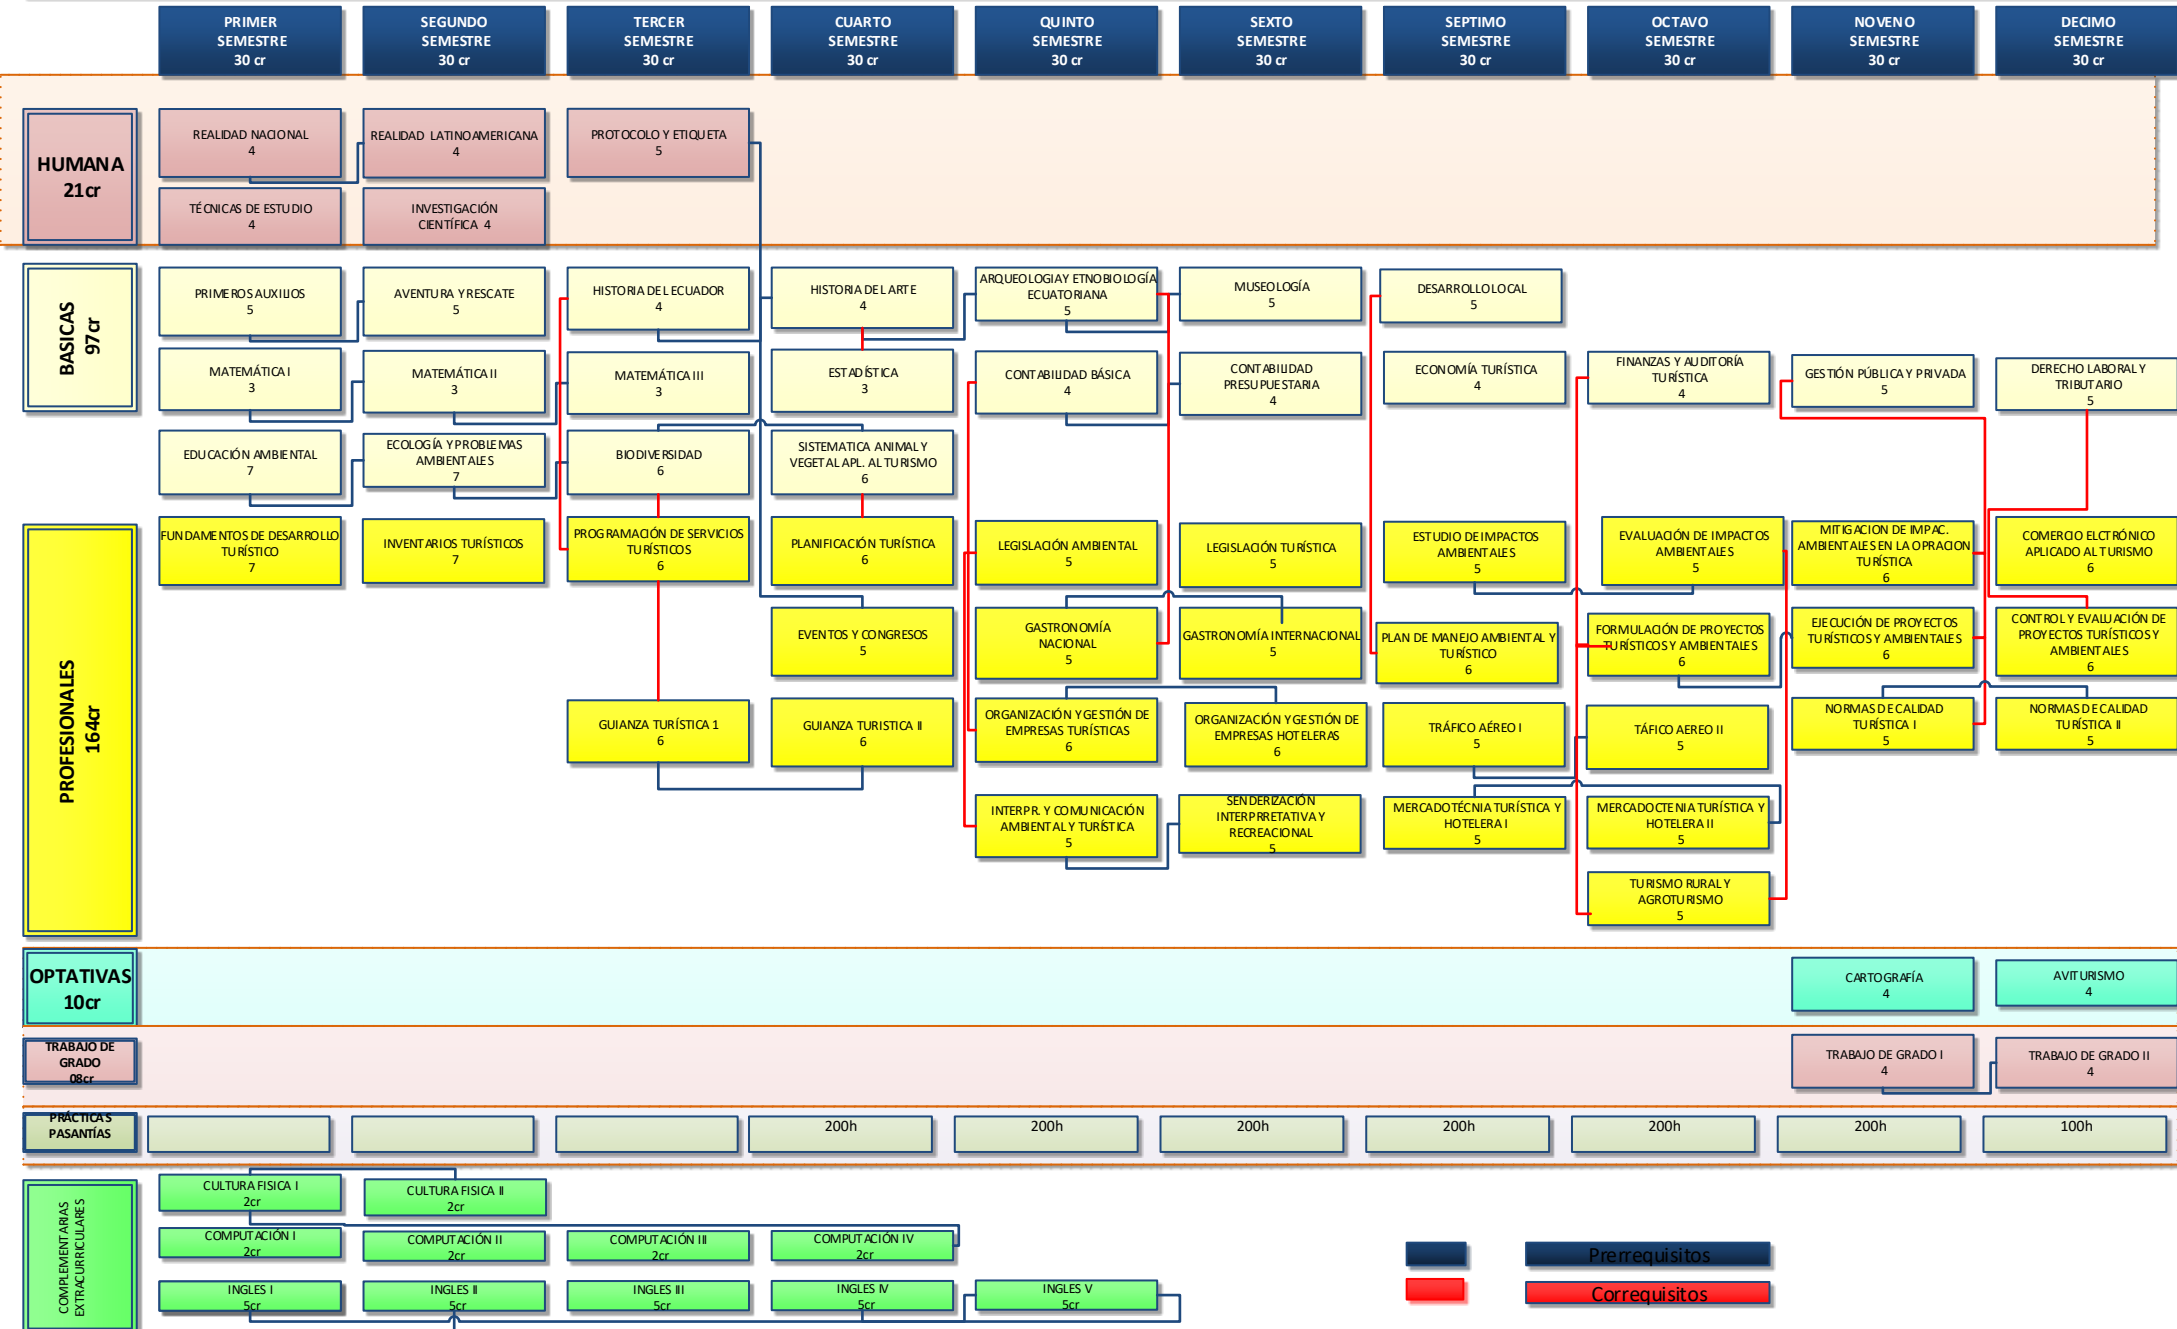 PRIMER
SEMESTRE
30 cr
SEGUNDO
SEMESTRE
30 cr
TERCER
SEMESTRE
30 cr
CUARTO
SEMESTRE
30 cr
QUINTO
SEMESTRE
30 cr
SEXTO
SEMESTRE
30 cr
SEPTIMO
SEMESTRE
30 cr
OCTAVO
SEMESTRE
30 cr
NOVENO
SEMESTRE
30 cr
DECIMO
SEMESTRE
30 cr
HUMANA
21cr
REALIDAD NACIONAL
4
REALIDAD LATINOAMERICANA
4
PROTOCOLO Y ETIQUETA
5
TÉCNICAS DE ESTUDIO
4
INVESTIGACIÓN
CIENTÍFICA 4
BASICAS
97cr
PRIMEROS AUXILIOS
5
AVENTURA Y RESCATE
5
HISTORIA DEL ECUADOR
4
HISTORIA DEL ARTE
4
ARQUEOLOGIAY ETNOBIOLOGÍA
ECUATORIANA
5
MUSEOLOGÍA
5
DESARROLLO LOCAL
5
MATEMÁTICA I
3
MATEMÁTICA II
3
MATEMÁTICA III
3
ESTADÍSTICA
3
CONTABILIDAD BÁSICA
4
CONTABILIDAD
PRESUPUESTARIA
4
ECONOMÍA TURÍSTICA
4
FINANZAS Y AUDITORÍA
TURÍSTICA
4
GESTIÓN PÚBLICA Y PRIVADA
5
DERECHO LABORAL Y
TRIBUTARIO
5
EDUCACIÓN AMBIENTAL
7
ECOLOGÍA Y PROBLEMAS
AMBIENTALES
7
BIODIVERSIDAD
6
SISTEMATICA ANIMAL Y
VEGETAL APL. AL TURISMO
6
PROFESIONALES
164cr
FUNDAMENTOS DE DESARROLLO
TURÍSTICO
7
INVENTARIOS TURÍSTICOS
7
PROGRAMACIÓN DE SERVICIOS
TURÍSTICOS
6
PLANIFICACIÓN TURÍSTICA
6
LEGISLACIÓN AMBIENTAL
5
LEGISLACIÓN TURÍSTICA
5
ESTUDIO DE IMPACTOS
AMBIENTALES
5
EVALUACIÓN DE IMPACTOS
AMBIENTALES
5
MITIGACION DE IMPAC.
AMBIENTALES EN LA OPRACION
TURÍSTICA
6
COMERCIO ELCTRÓNICO
APLICADO AL TURISMO
6
EVENTOS Y CONGRESOS
5
GASTRONOMÍA
NACIONAL
5
GASTRONOMÍA INTERNACIONAL
5
PLAN DE MANEJO AMBIENTAL Y
TURÍSTICO
6
FORMULACIÓN DE PROYECTOS
TURÍSTICOS Y AMBIENTALES
6
EJECUCIÓN DE PROYECTOS
TURÍSTICOS Y AMBIENTALES
6
CONTROL Y EVALUACIÓN DE
PROYECTOS TURÍSTICOS Y
AMBIENTALES
6
GUIANZA TURÍSTICA 1
6
GUIANZA TURISTICA II
6
ORGANIZACIÓN Y GESTIÓN DE
EMPRESAS TURÍSTICAS
6
ORGANIZACIÓN Y GESTIÓN DE
EMPRESAS HOTELERAS
6
TRÁFICO AÉREO I
5
TÁFICO AEREO II
5
NORMAS DE CALIDAD
TURÍSTICA I
5
NORMAS DE CALIDAD
TURÍSTICA II
5
INTERPR. Y COMUNICACIÓN
AMBIENTAL Y TURÍSTICA
5
SENDERIZACIÓN
INTERPRRETATIVA Y
RECREACIONAL
5
MERCADOTÉCNIA TURÍSTICA Y
HOTELERA I
5
MERCADOCTENIA TURÍSTICA Y
HOTELERA II
5
TURISMO RURAL Y
AGROTURISMO
5
OPTATIVAS
10cr
CARTOGRAFÍA
4
AVITURISMO
4
TRABAJO DE
GRADO
08cr
TRABAJO DE GRADO I
4
TRABAJO DE GRADO II
4
PRÁCTICAS
PASANTÍAS
200h
200h
200h
200h
200h
200h
100h
COMPLEMENTARIAS
EXTRACURRICULARES
CULTURA FISICA I
2cr
CULTURA FISICA II
2cr
COMPUTACIÓN I
2cr
COMPUTACIÓN II
2cr
COMPUTACIÓN III
2cr
COMPUTACIÓN IV
2cr
INGLES I
5cr
INGLES II
5cr
INGLES III
5cr
INGLES IV
5cr
INGLES V
5cr
Prerrequisitos
Correquisitos